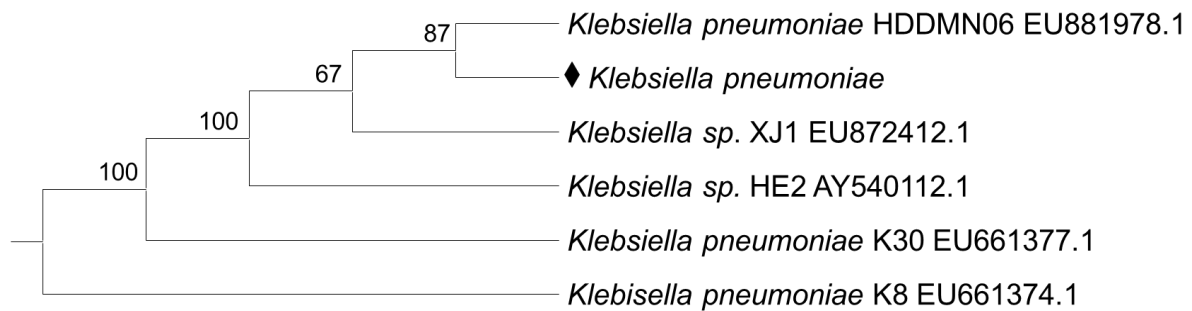 87
Klebsiella pneumoniae HDDMN06 EU881978.1
67
♦ Klebsiella pneumoniae
100
Klebsiella sp. XJ1 EU872412.1
100
Klebsiella sp. HE2 AY540112.1
Klebsiella pneumoniae K30 EU661377.1
Klebisella pneumoniae K8 EU661374.1